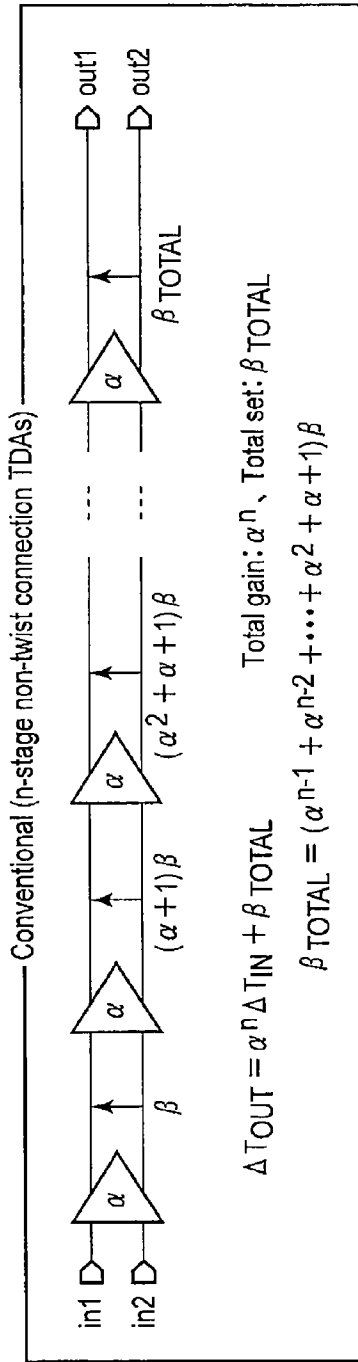 Conventional (n-stage non-twist connection TDAs)
in1
in2
α
β
α
(α+1)β
α
(α²+α+1)β
α
βTOTAL
out1
out2
ΔTOUT = αⁿΔTIN + βTOTAL
Total gain: αⁿ、Total set: βTOTAL
βTOTAL = (αⁿ⁻¹ + αⁿ⁻² + ⋯ + α² + α + 1)β